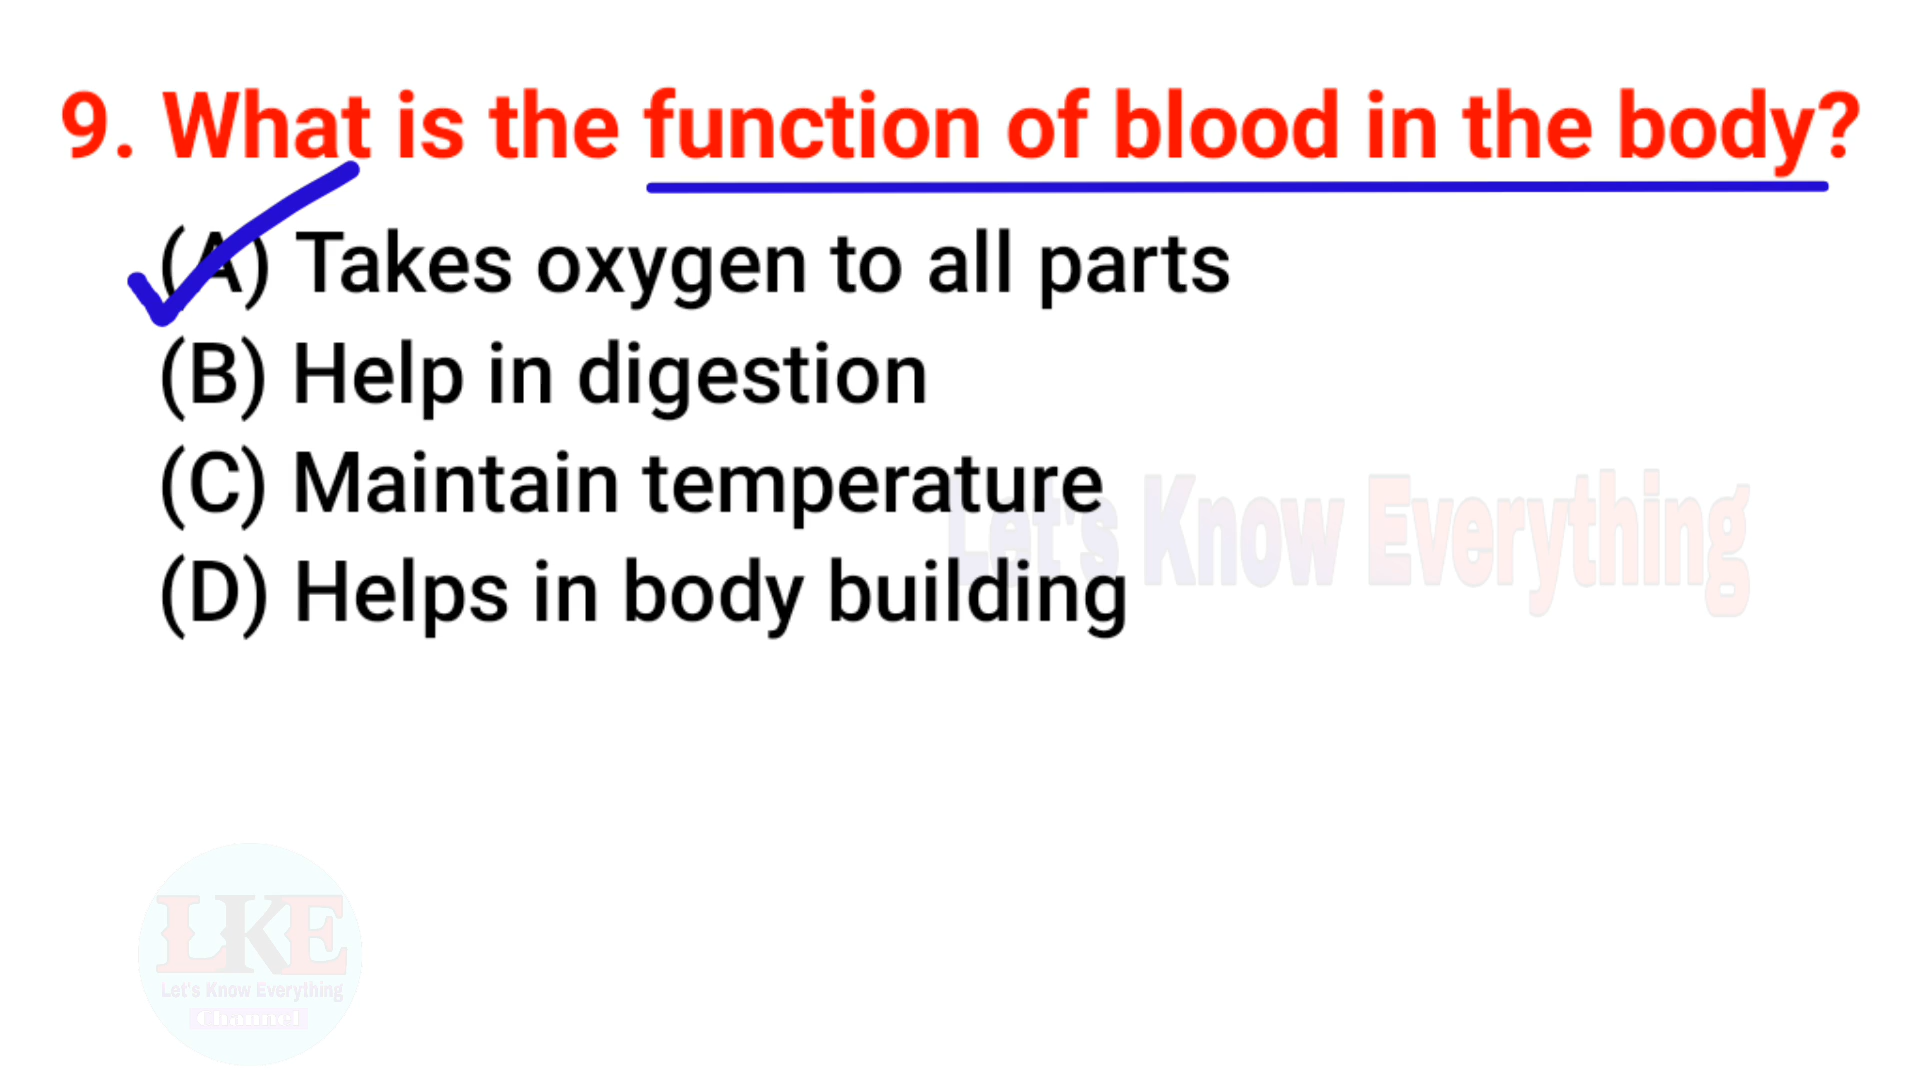 9. What is the function of blood in the body?
(A) Takes oxygen to all parts
(B) Help in digestion
(C) Maintain temperature
Let's Know Everything
(D) Helps in body building
LKE
Let's Know Everything
Channel